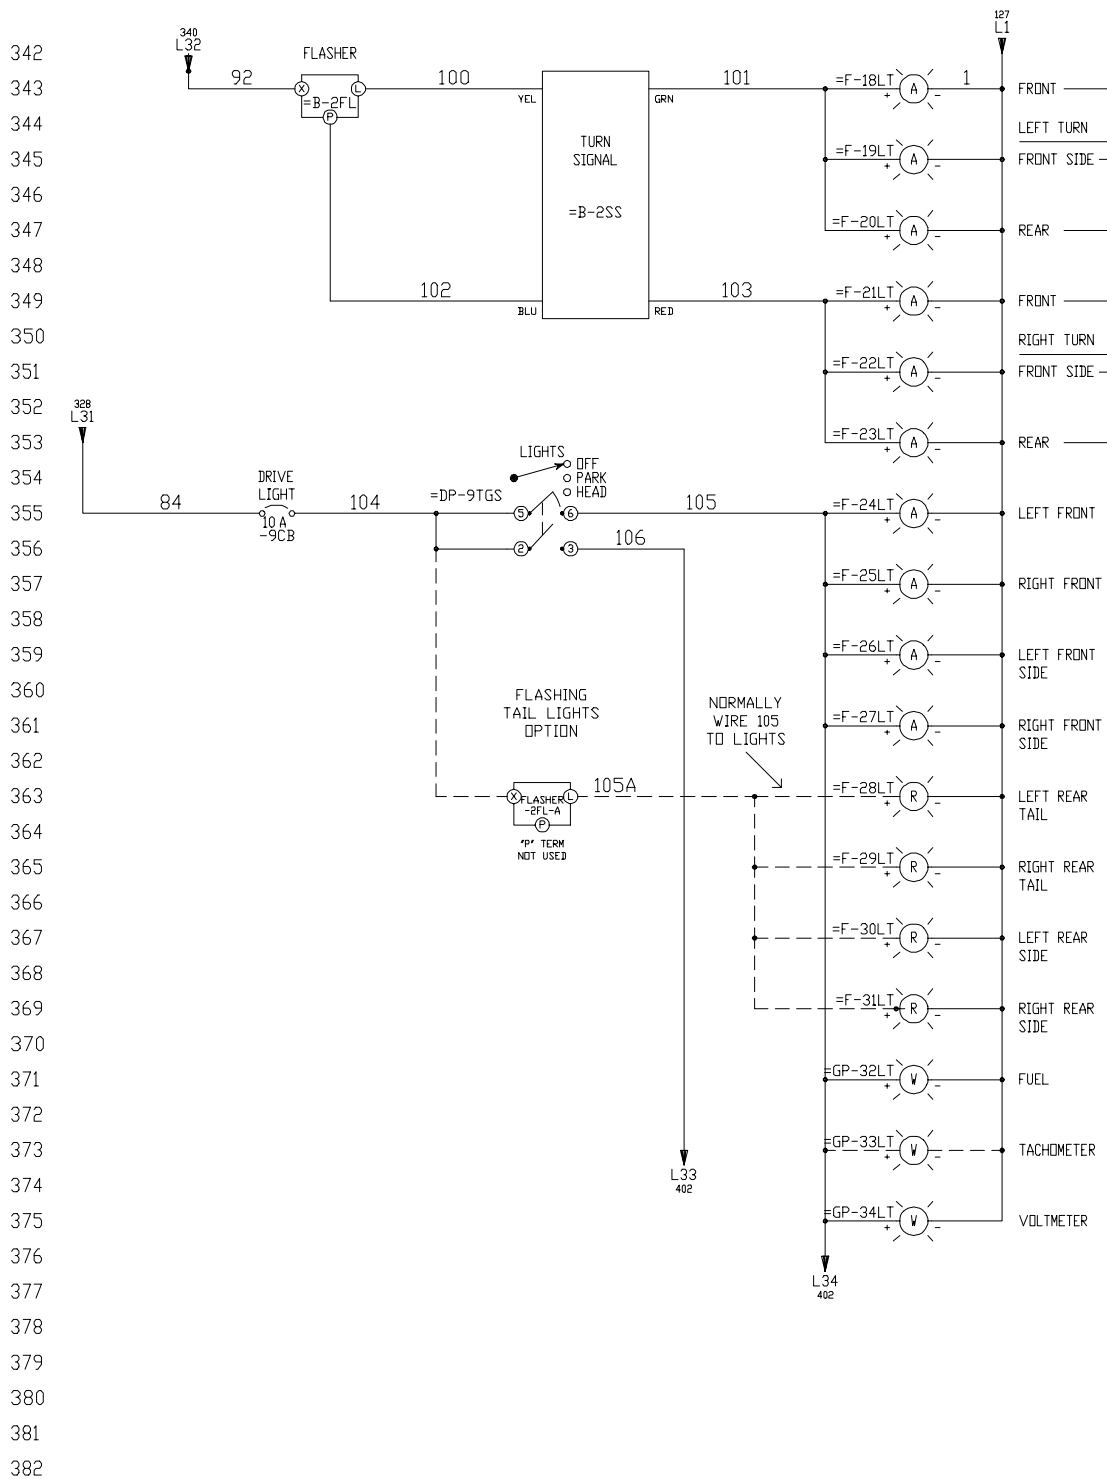 127
L1
340
L32
342
FLASHER
343
92
X
L
=B-2FL
P
100
YEL
GRN
101
=F-18LT
+
A
-
1
FRONT
344
LEFT TURN
TURN
SIGNAL
345
=F-19LT
+
A
-
FRONT SIDE
346
=B-2SS
347
=F-20LT
+
A
-
REAR
348
349
102
BLU
RED
103
=F-21LT
+
A
-
FRONT
350
RIGHT TURN
351
=F-22LT
+
A
-
FRONT SIDE
352
328
L31
353
=F-23LT
+
A
-
REAR
354
LIGHTS
OFF
PARK
HEAD
DRIVE
LIGHT
=DP-9TGS
355
84
10 A
-9CB
104
5
6
105
=F-24LT
+
A
-
LEFT FRONT
356
2
3
106
357
=F-25LT
+
A
-
RIGHT FRONT
358
359
=F-26LT
+
A
-
LEFT FRONT
SIDE
360
FLASHING
TAIL LIGHTS
OPTION
NORMALLY
WIRE 105
TO LIGHTS
361
=F-27LT
+
A
-
RIGHT FRONT
SIDE
362
363
X
FLASHER
L
-2FL-A
P
105A
=F-28LT
+
R
-
LEFT REAR
TAIL
364
"P" TERM
NOT USED
365
=F-29LT
+
R
-
RIGHT REAR
TAIL
366
367
=F-30LT
+
R
-
LEFT REAR
SIDE
368
369
=F-31LT
+
R
-
RIGHT REAR
SIDE
370
371
=GP-32LT
+
W
-
FUEL
372
373
=GP-33LT
+
W
-
TACHOMETER
374
L33
402
375
=GP-34LT
+
W
-
VOLTMETER
376
377
L34
402
378
379
380
381
382